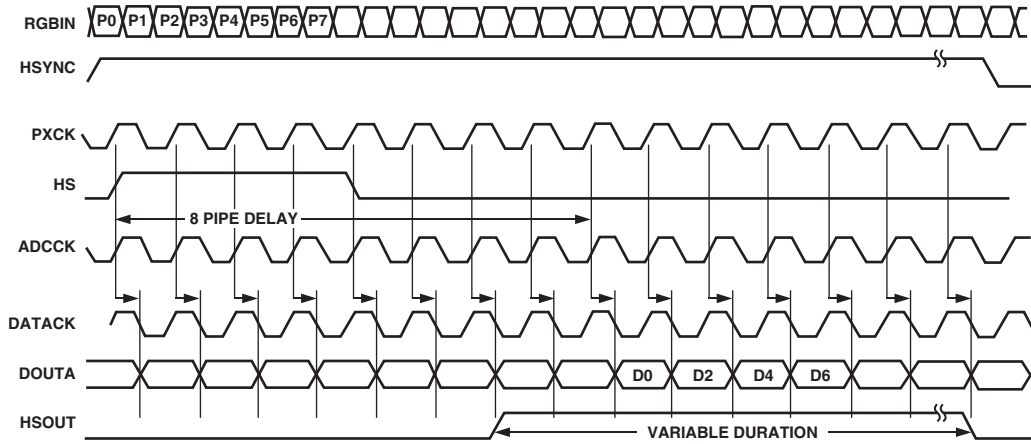 RGBIN P0 P1 P2 P3 P4 P5 P6 P7
HSYNC
PXCK
HS
8 PIPE DELAY
ADCCK
DATACK
DOUTA D0 D2 D4 D6
HSOUT
VARIABLE DURATION